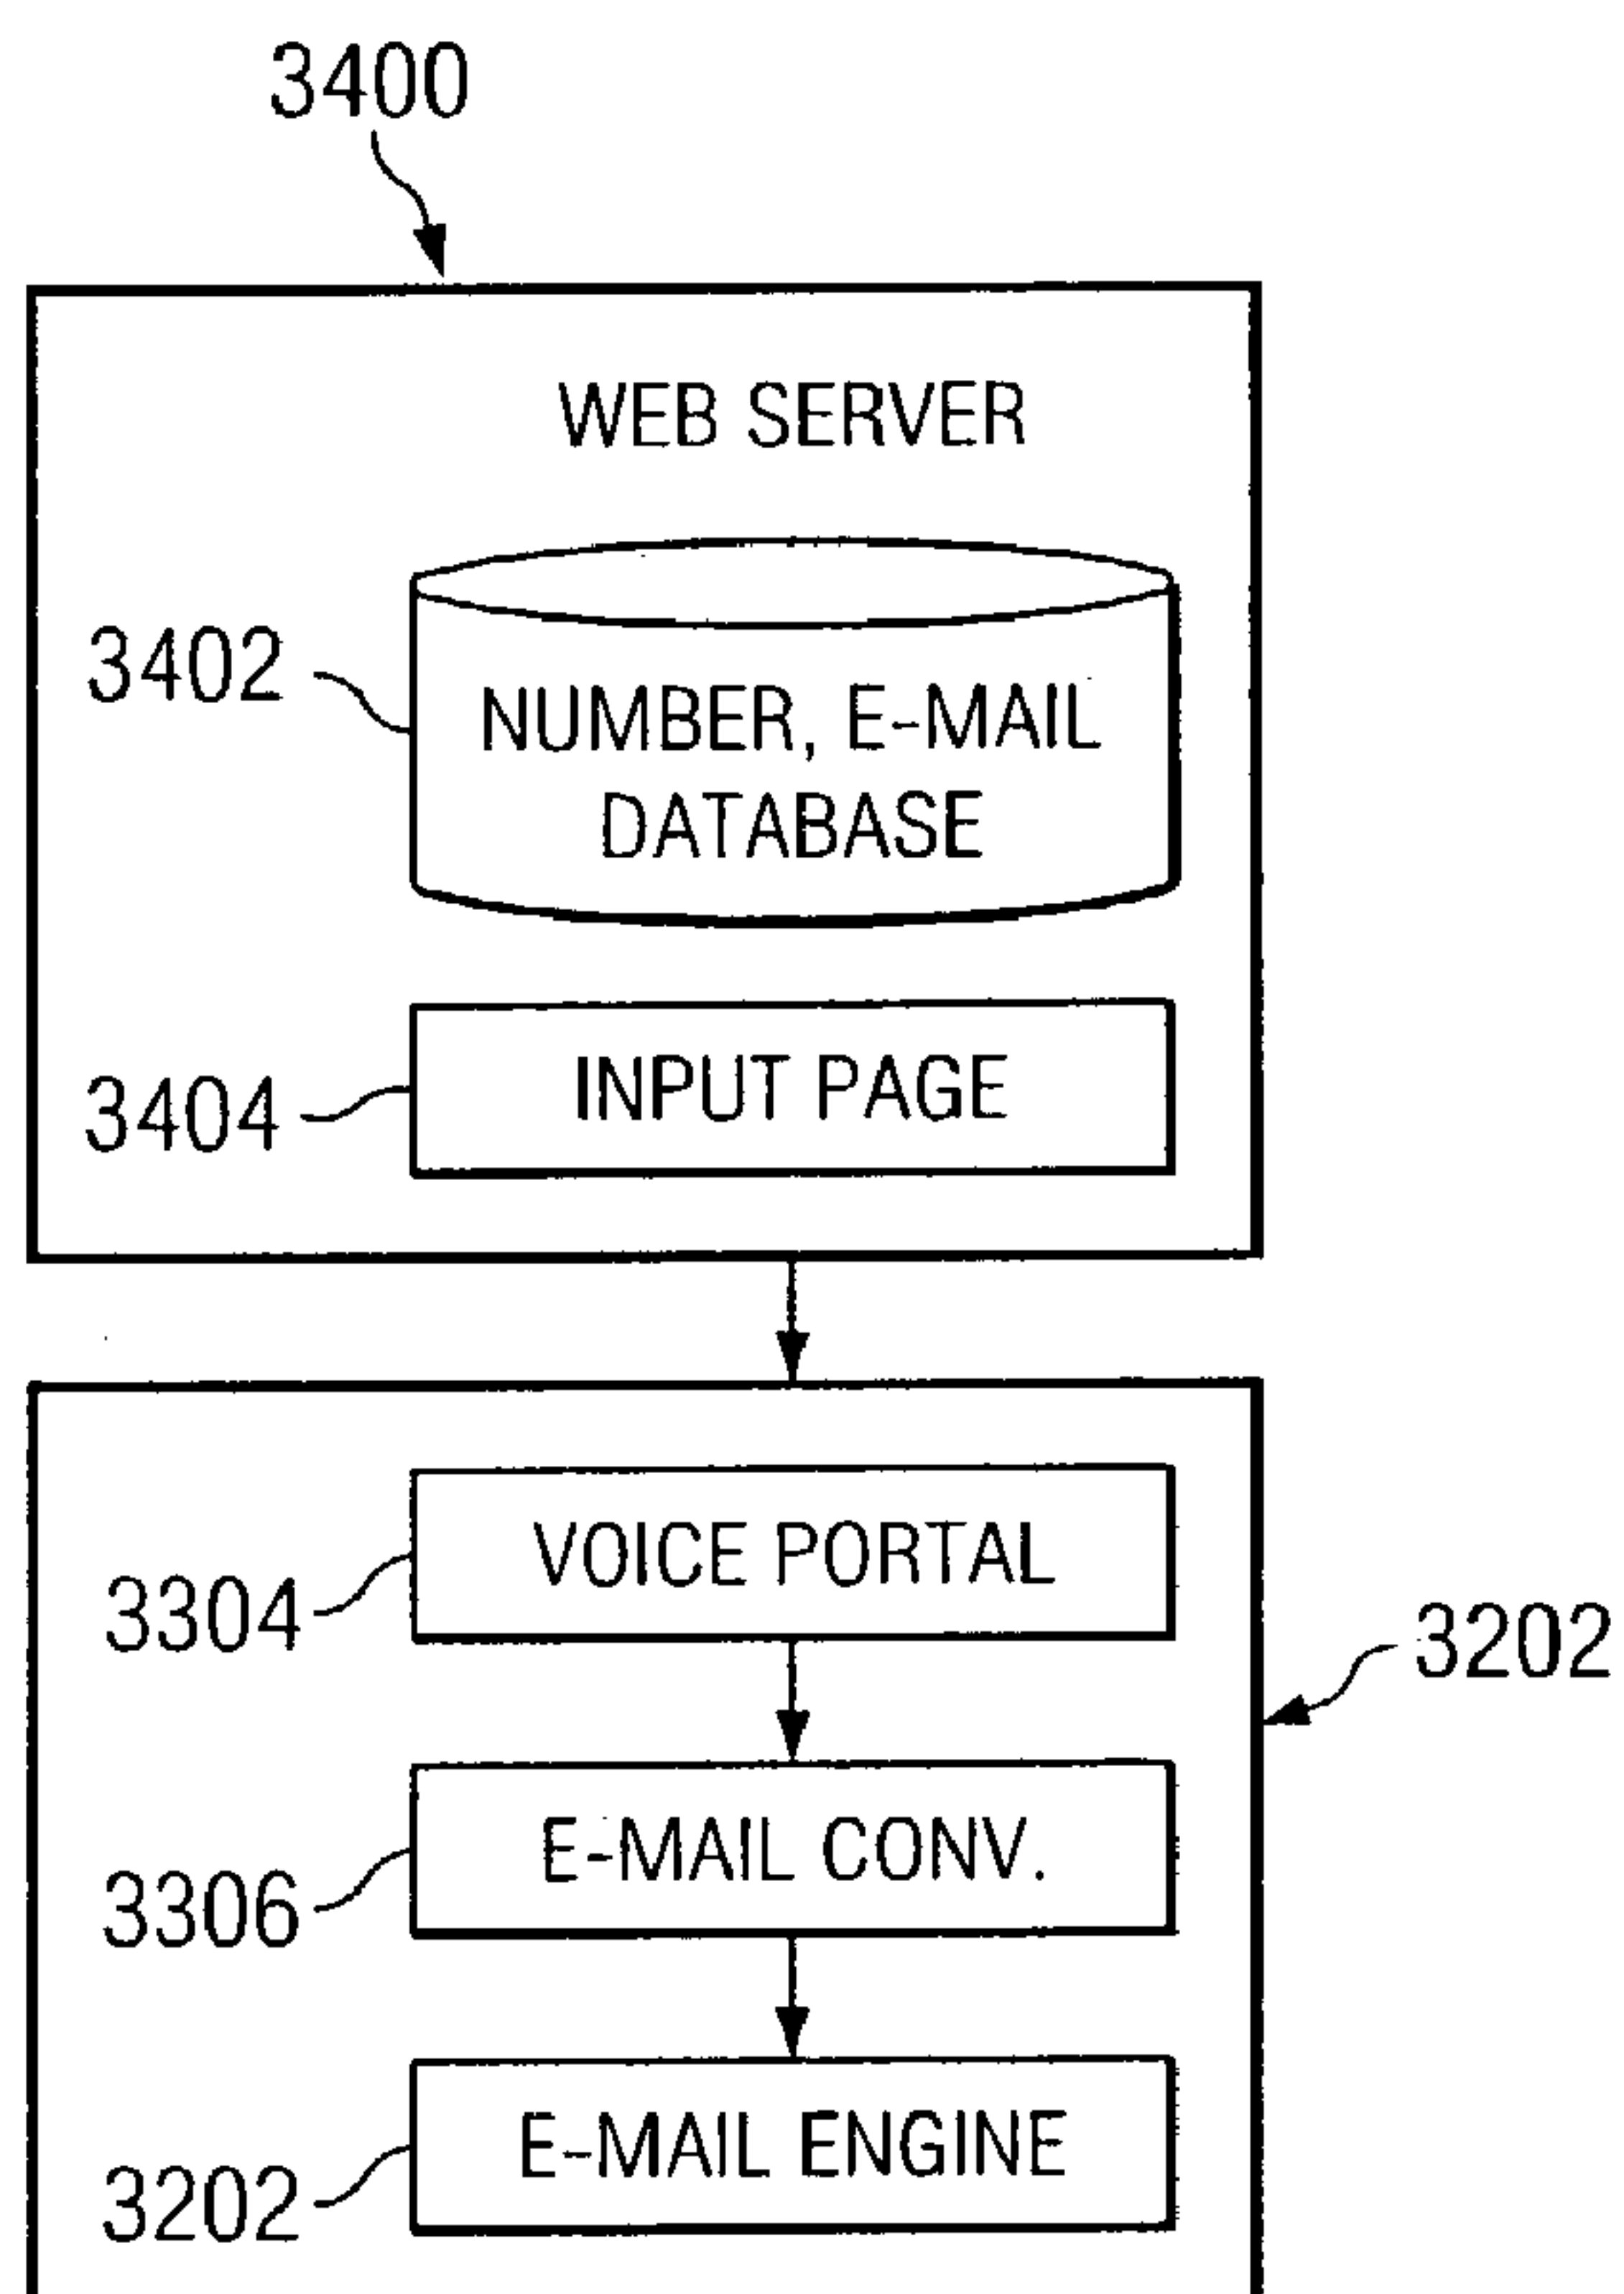 3400
WEB SERVER
3402
NUMBER, E-MAIL
DATABASE
3404
INPUT PAGE
3304
VOICE PORTAL
3202
3306
E-MAIL CONV.
3202
E-MAIL ENGINE